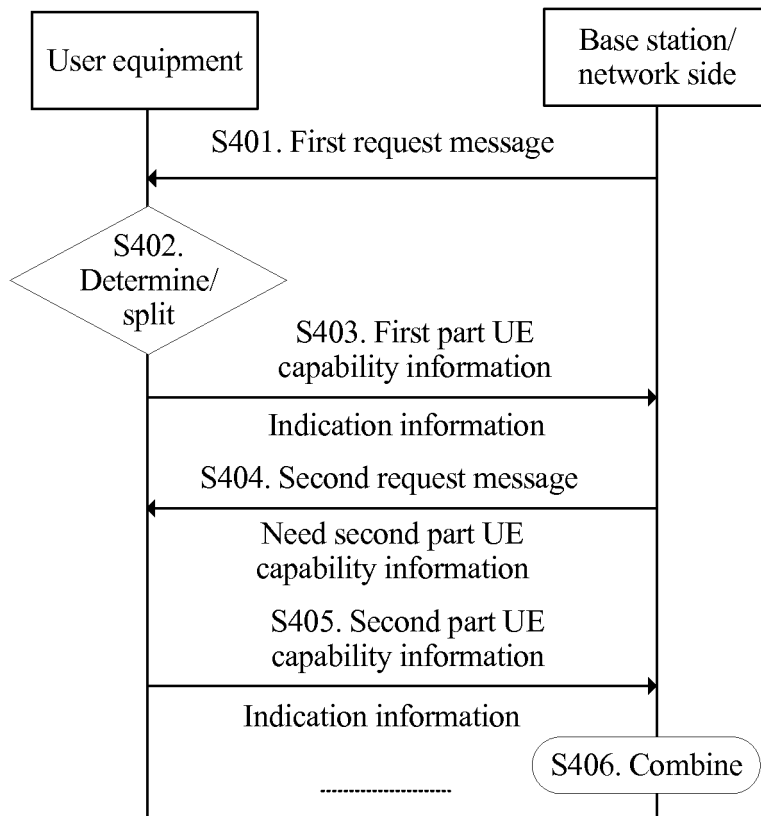 User equipment
Base station/
network side
S401. First request message
S402.
Determine/
split
S403. First part UE
capability information
Indication information
S404. Second request message
Need second part UE
capability information
S405. Second part UE
capability information
Indication information
S406. Combine